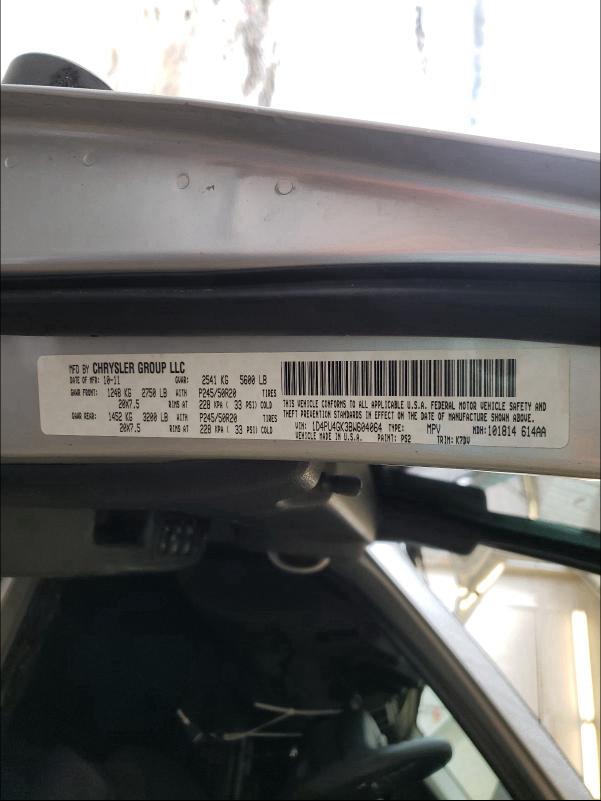 MFD BY CHRYSLER GROUP LLC
DATE OF MFR: 10-11 GVWR: 2541 KG 5600 LB
GAWR FRONT: 1248 KG 2750 LB WITH P245/50R20 TIRES
20X7.5 RIMS AT 228 KPA ( 33 PSI) COLD
GAWR REAR: 1452 KG 3200 LB WITH P245/50R20 TIRES
20X7.5 RIMS AT 228 KPA ( 33 PSI) COLD
THIS VEHICLE CONFORMS TO ALL APPLICABLE U.S.A. FEDERAL MOTOR VEHICLE SAFETY AND
THEFT PREVENTION STANDARDS IN EFFECT ON THE DATE OF MANUFACTURE SHOWN ABOVE.
VIN: 1D4PU4GK3BW604064 TYPE: MPV MDH:101814 614AA
VEHICLE MADE IN U.S.A. PAINT: PS2 TRIM: K7DV